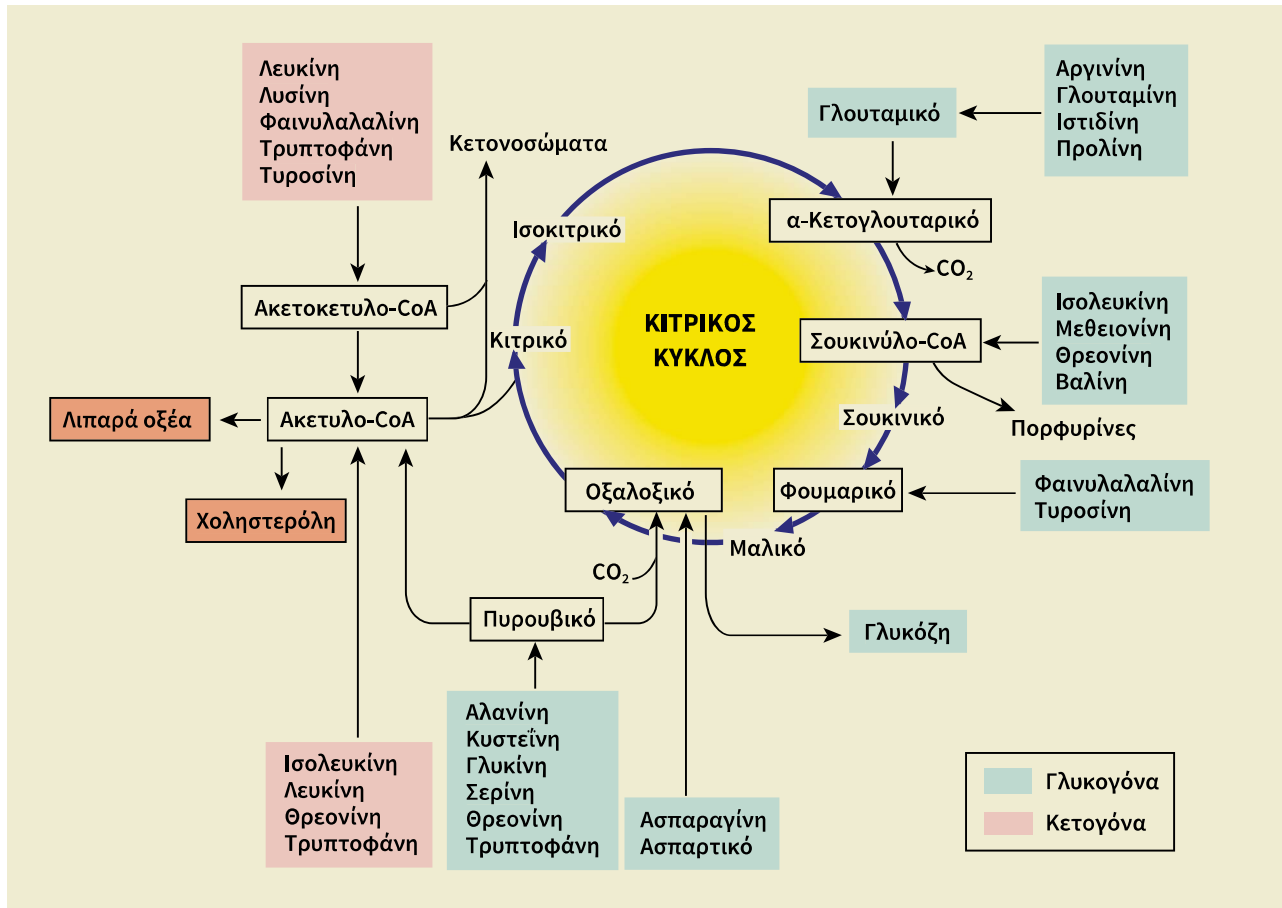 Λευκίνη
Λυσίνη
Φαινυλαλαλίνη
Τρυπτοφάνη
Τυροσίνη
Κετονοσώματα
Γλουταμικό
Αργινίνη
Γλουταμίνη
Ιστιδίνη
Προλίνη
Ισοκιτρικό
α-Κετογλουταρικό
CO₂
Ακετοκετυλο-CoA
Κιτρικό
ΚΙΤΡΙΚΟΣ
ΚΥΚΛΟΣ
Σουκινύλο-CoA
Ισολευκίνη
Μεθειονίνη
Θρεονίνη
Βαλίνη
Λιπαρά οξέα
Ακετυλο-CoA
Σουκινικό
Πορφυρίνες
Χοληστερόλη
Οξαλοξικό
Φουμαρικό
Φαινυλαλαλίνη
Τυροσίνη
Μαλικό
CO₂
Πυρουβικό
Γλυκόζη
Ισολευκίνη
Λευκίνη
Θρεονίνη
Τρυπτοφάνη
Αλανίνη
Κυστεΐνη
Γλυκίνη
Σερίνη
Θρεονίνη
Τρυπτοφάνη
Ασπαραγίνη
Ασπαρτικό
Γλυκογόνα
Κετογόνα